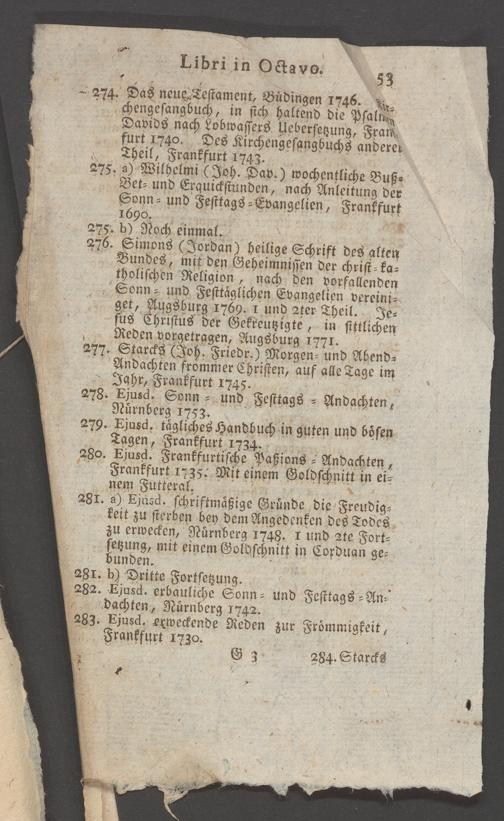 Libri in Octavo.
53
274. Das neue Testament, Büdingen 1746. Kir-
chengesangbuch, in sich haltend die Psalmen
Davids nach Lobwassers Uebersetzung, Frank
furt 1740. Des Kirchengesangbuchs anderer
Theil, Frankfurt 1743.
275. a) Wilhelmi (Joh. Dav.) wochentliche Buß-
Bet- und Erquickstunden, nach Anleitung der
Sonn- und Festtags-Evangelien, Frankfurt
1690.
275. b) Noch einmal.
276. Simons (Jordan) heilige Schrift des alten
Bundes, mit den Geheimnissen der christ-ka-
tholischen Religion, nach den vorfallenden
Sonn- und Festtäglichen Evangelien vereini-
get, Augsburg 1769. 1 und 2ter Theil. Je-
sus Christus der Gekreutzigte, in sittlichen
Reden vorgetragen, Augsburg 1771.
277. Starcks (Joh. Friedr.) Morgen- und Abend-
Andachten frommer Christen, auf alle Tage im
Jahr, Frankfurt 1745.
278. Ejusd. Sonn- und Festtags-Andachten,
Nürnberg 1753.
279. Ejusd. tägliches Handbuch in guten und bösen
Tagen, Frankfurt 1734.
280. Ejusd. Frankfurtische Paßions-Andachten,
Frankfurt 1735. Mit einem Goldschnitt in ei-
nem Futteral.
281. a) Ejusd. schriftmäßige Gründe die Freudig-
keit zu sterben bey dem Angedenken des Todes
zu erwecken, Nürnberg 1748. 1 und 2te Fort-
setzung, mit einem Goldschnitt in Corduan ge-
bunden.
281. b) Dritte Fortsetzung.
282. Ejusd. erbauliche Sonn- und Festtags-An-
dachten, Nürnberg 1742.
283. Ejusd. erweckende Reden zur Frömmigkeit,
Frankfurt 1730.
G 3
284. Starcks